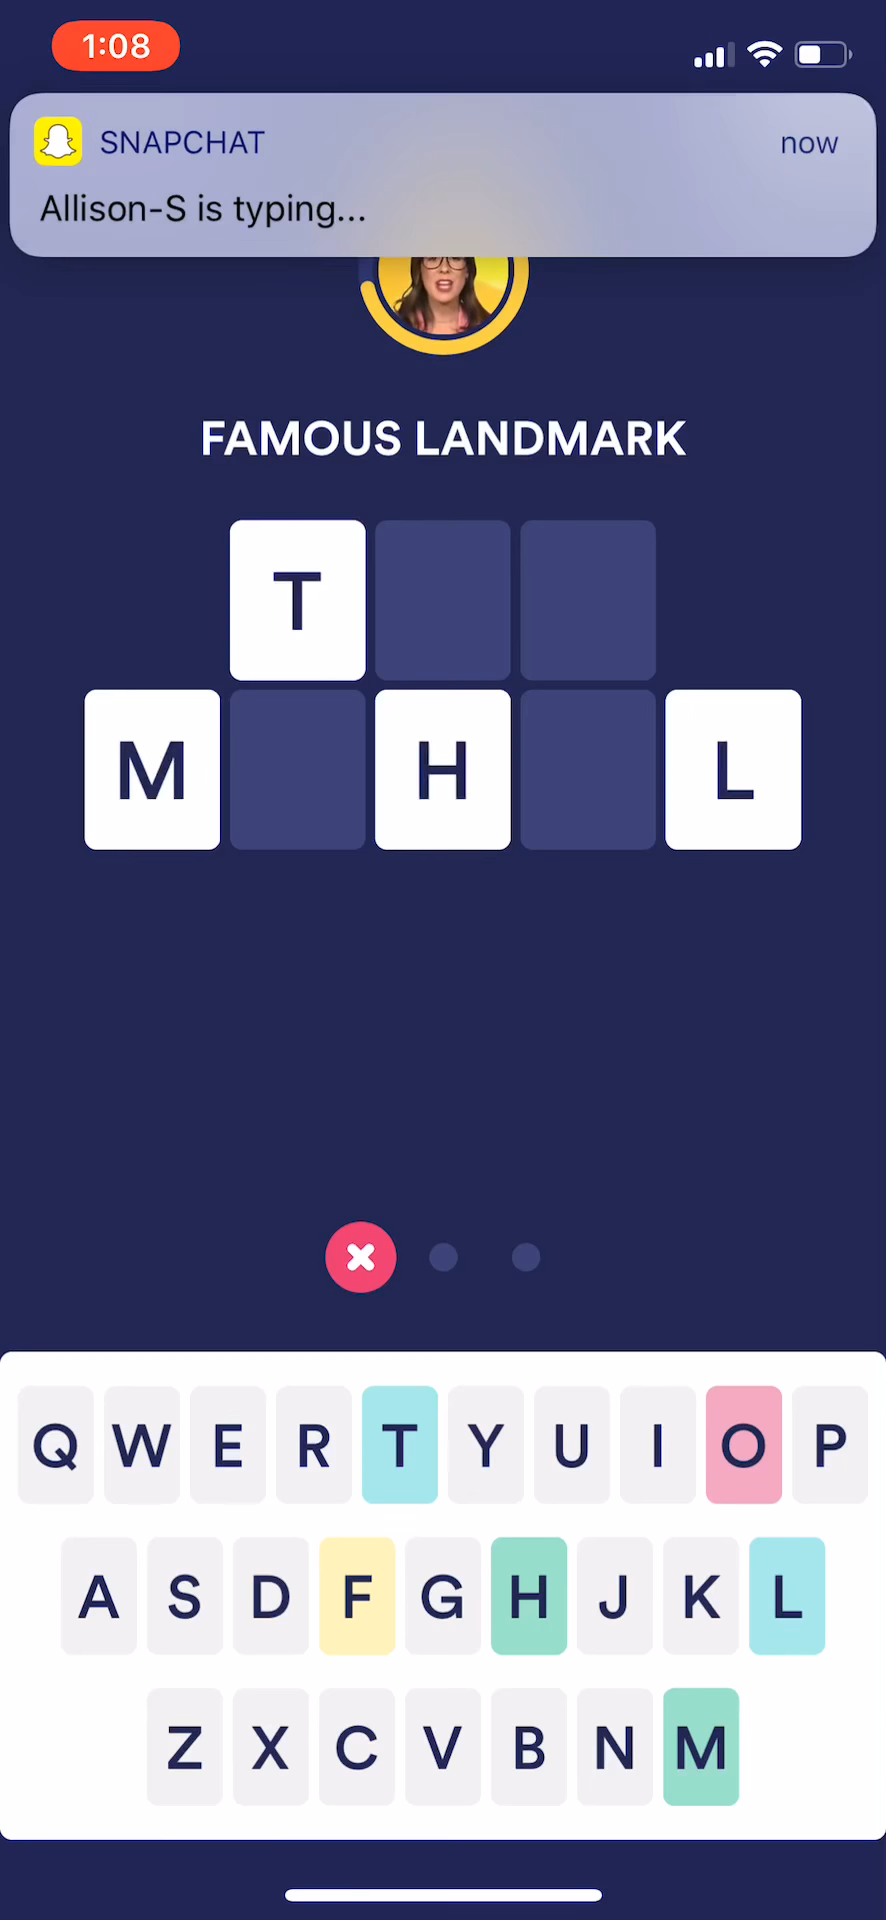 1:08
SNAPCHAT now
Allison-S is typing...
FAMOUS LANDMARK
T
M H L
Q W E R T Y U I O P
A S D F G H J K L
Z X C V B N M